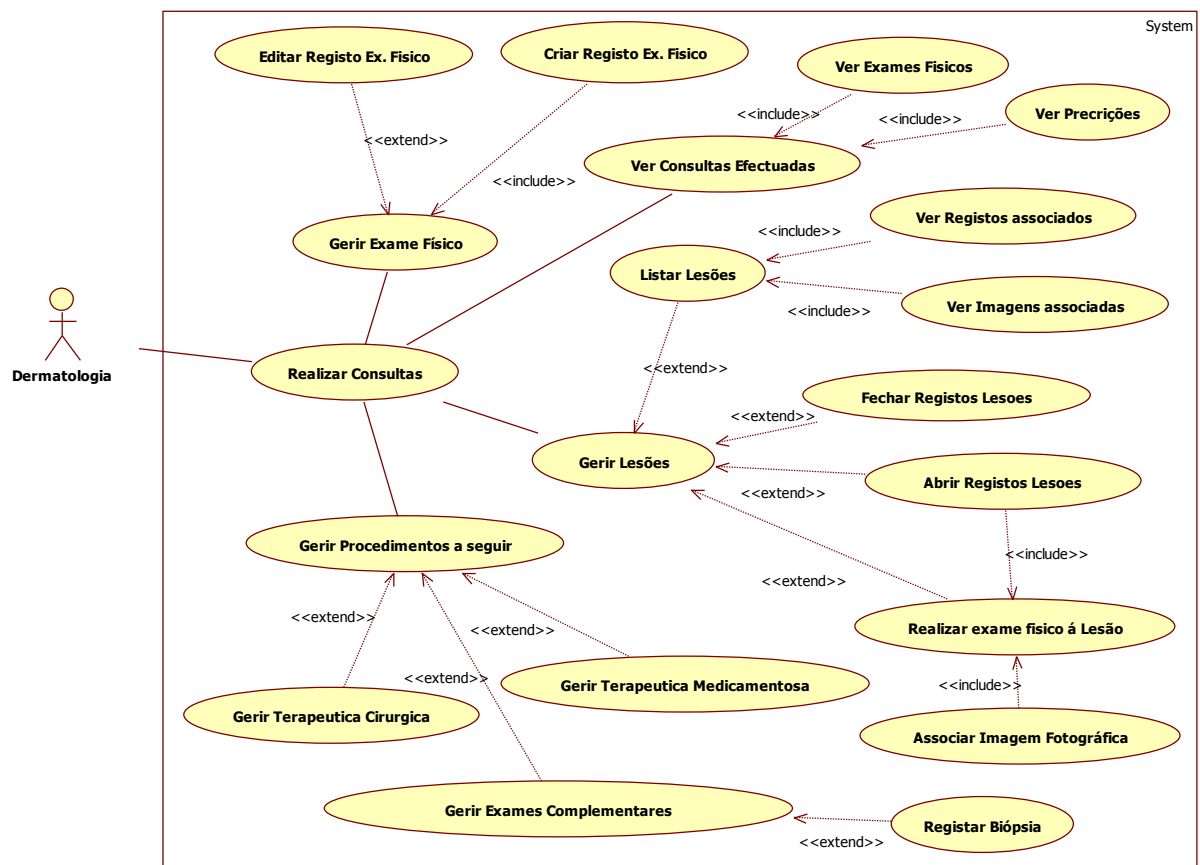 System
Editar Registo Ex. Fisico
Criar Registo Ex. Fisico
Ver Exames Fisicos
Ver Precrições
<<include>>
<<include>>
<<extend>>
<<include>>
Ver Consultas Efectuadas
Ver Registos associados
<<include>>
Gerir Exame Físico
Listar Lesões
Ver Imagens associadas
<<include>>
Dermatologia
Realizar Consultas
<<extend>>
Fechar Registos Lesoes
<<extend>>
Gerir Lesões
Abrir Registos Lesoes
<<extend>>
Gerir Procedimentos a seguir
<<include>>
<<extend>>
<<extend>>
<<extend>>
Realizar exame fisico á Lesão
<<extend>>
Gerir Terapeutica Medicamentosa
<<include>>
Gerir Terapeutica Cirurgica
Associar Imagem Fotográfica
Gerir Exames Complementares
Registar Biópsia
<<extend>>